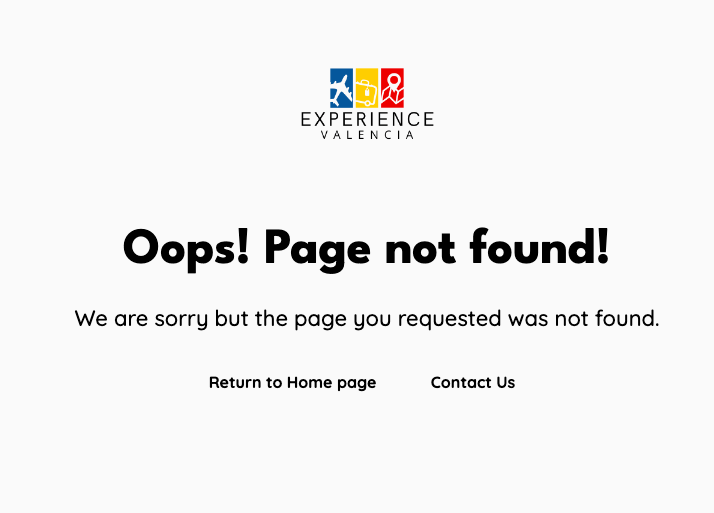 EXPERIENCE
VALENCIA
Oops! Page not found!
We are sorry but the page you requested was not found.
Return to Home page Contact Us